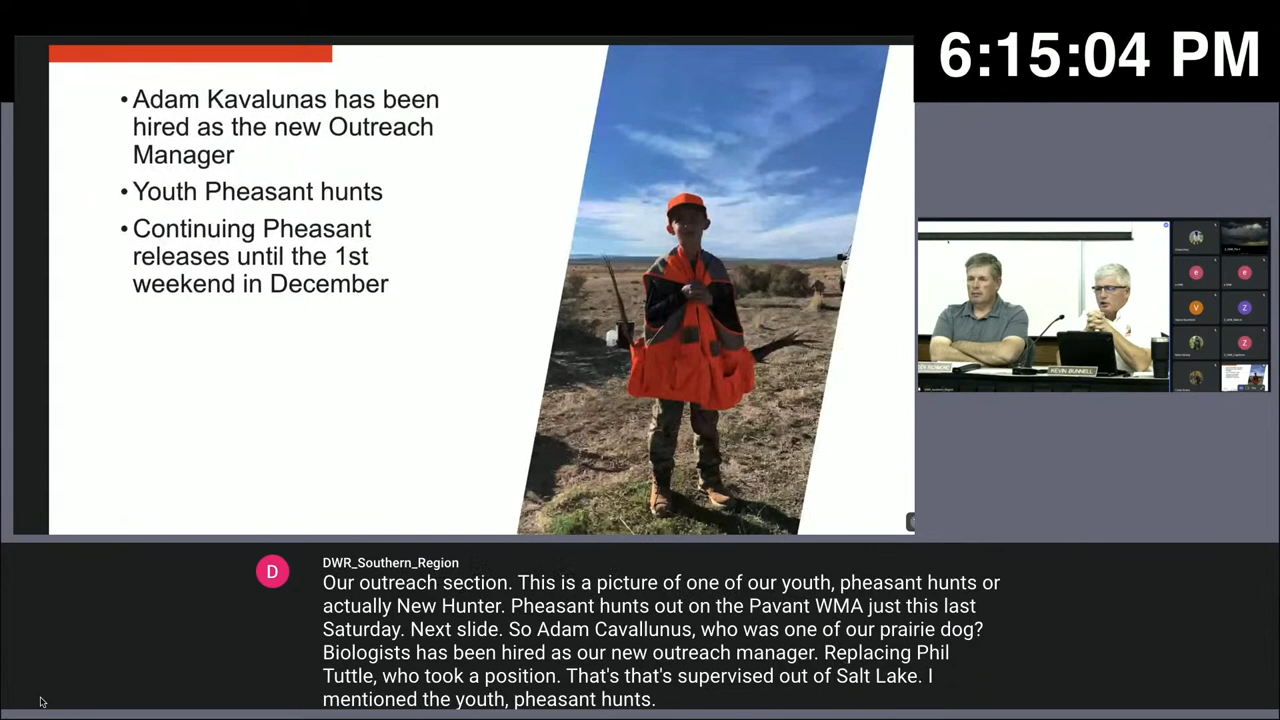 6:15:04 PM
• Adam Kavalunas has been
hired as the new Outreach
Manager
• Youth Pheasant hunts
• Continuing Pheasant
releases until the 1st
weekend in December
KEVIN BUNNELL
DWR_Southern_Region
D
DWR_Southern_Region
Our outreach section. This is a picture of one of our youth, pheasant hunts or
actually New Hunter. Pheasant hunts out on the Pavant WMA just this last
Saturday. Next slide. So Adam Cavallunus, who was one of our prairie dog?
Biologists has been hired as our new outreach manager. Replacing Phil
Tuttle, who took a position. That's that's supervised out of Salt Lake. I
mentioned the youth, pheasant hunts.